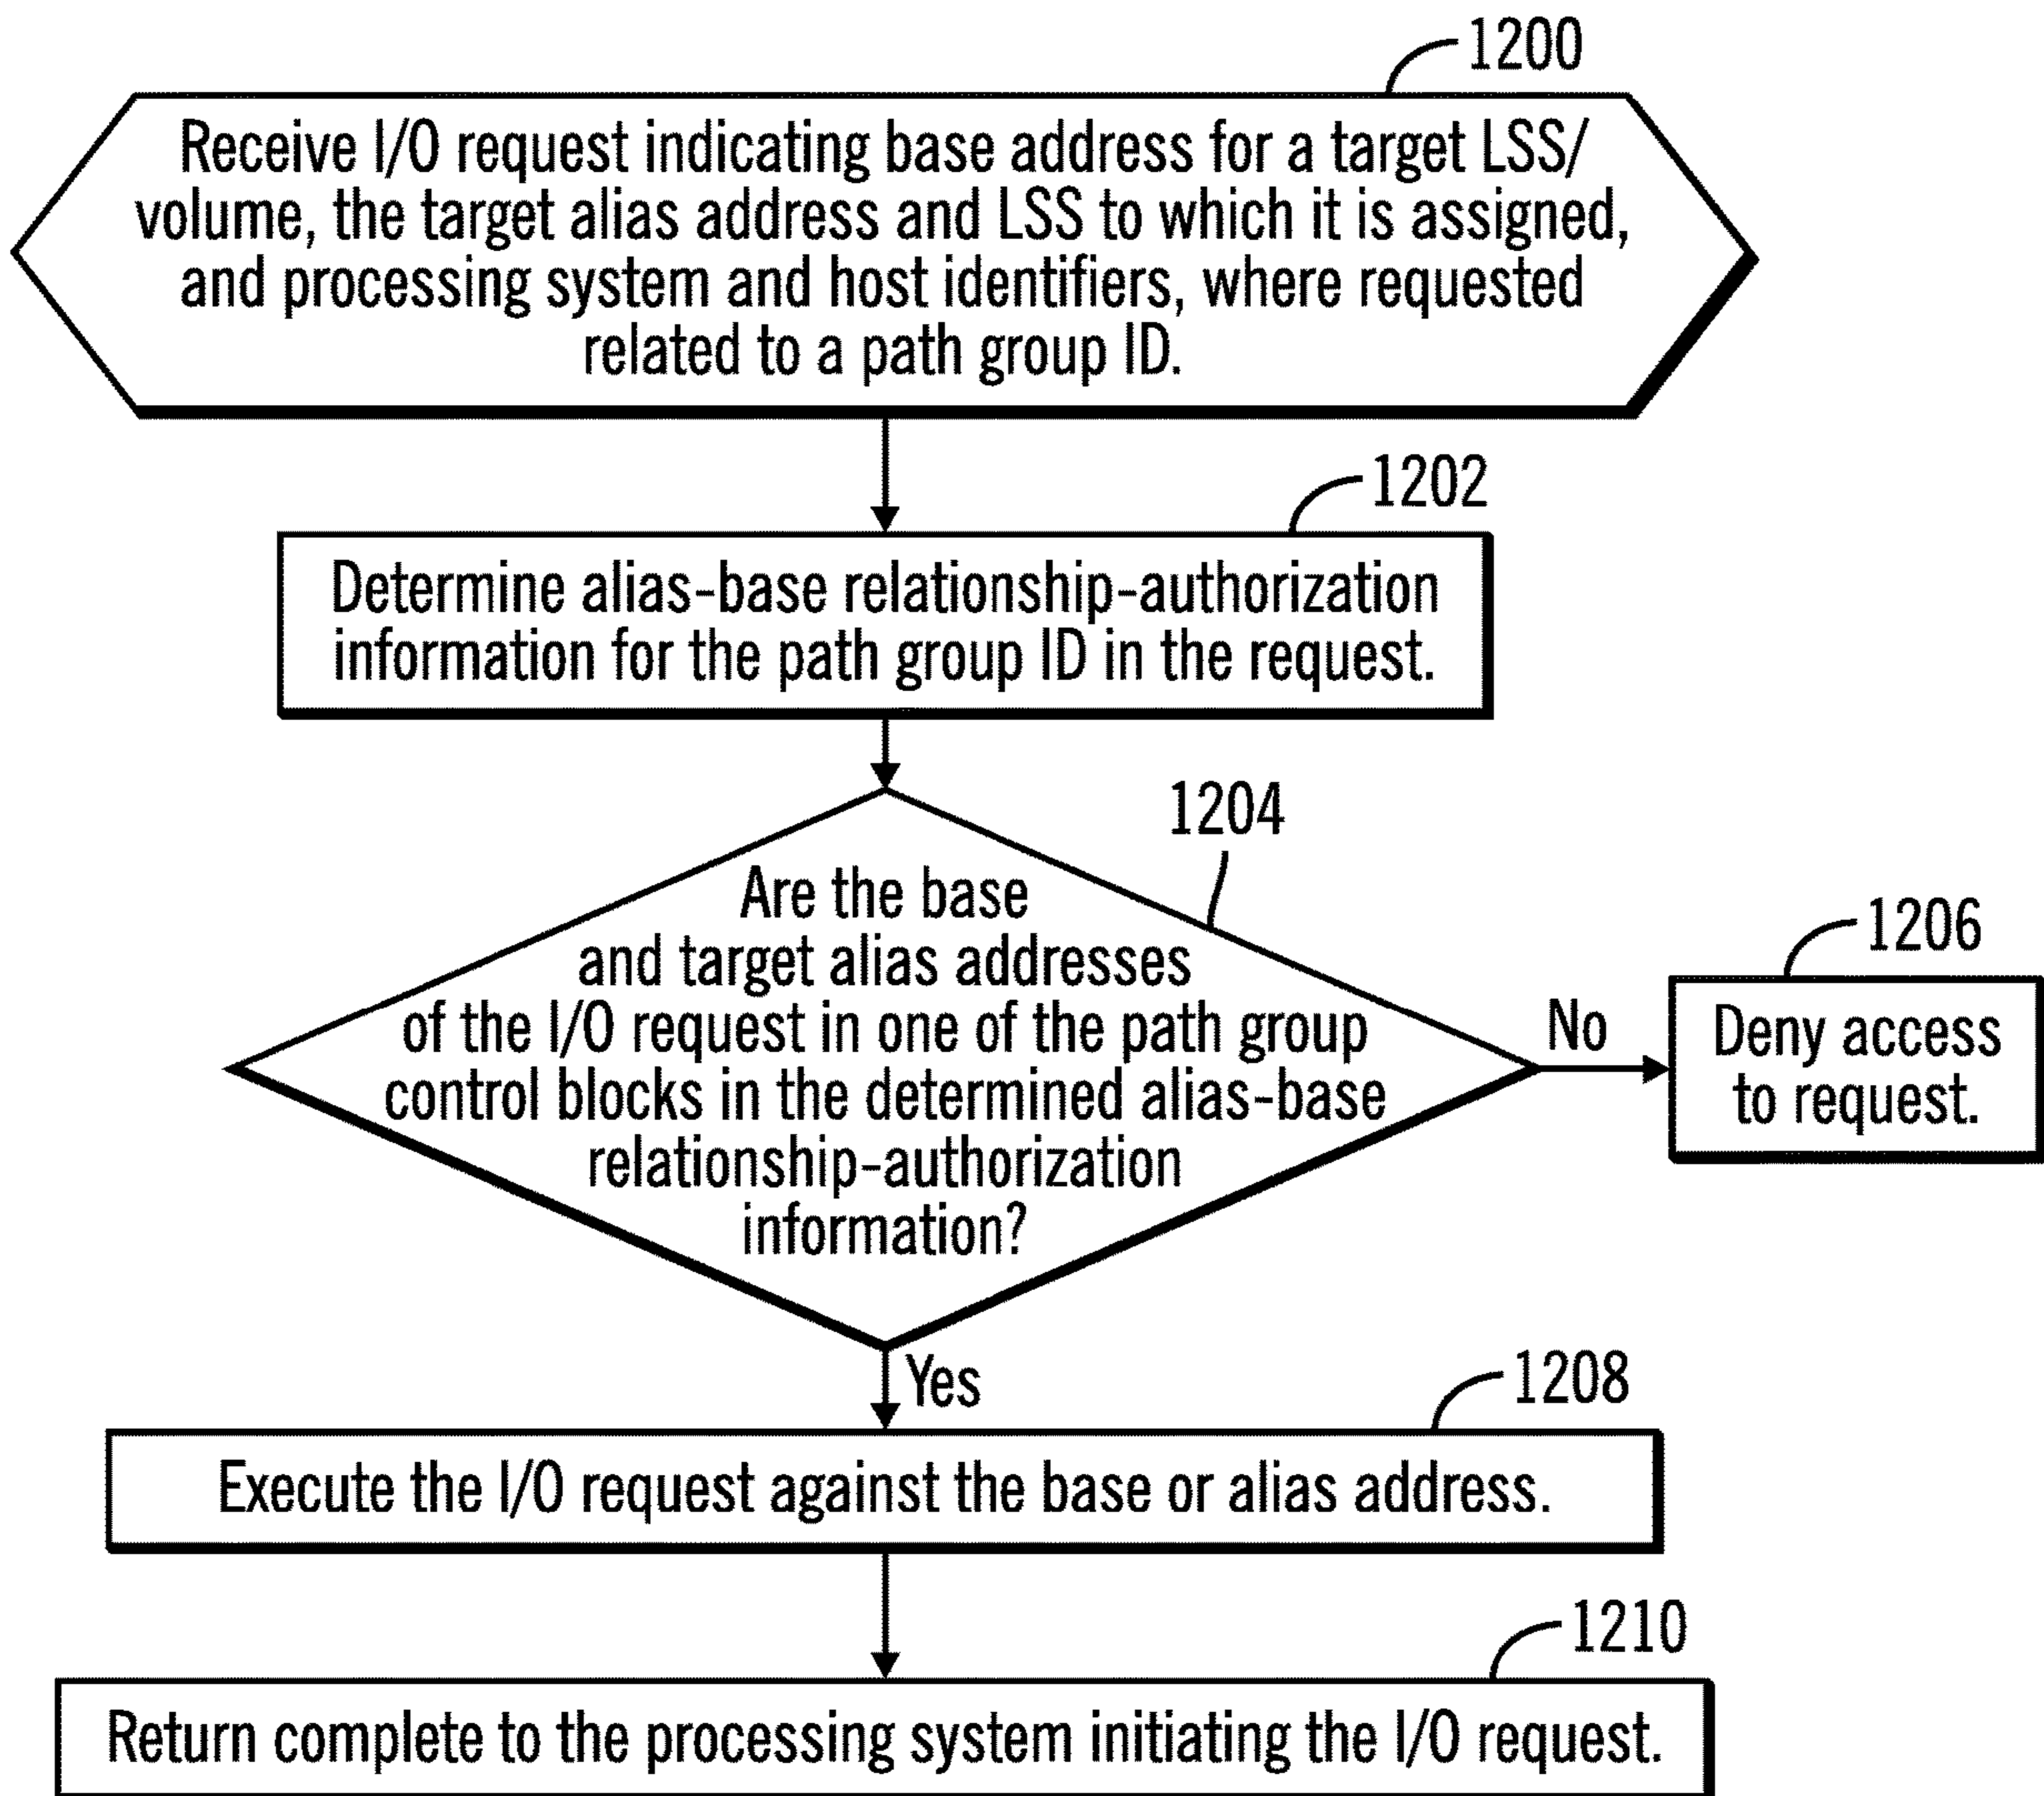 1200
Receive I/O request indicating base address for a target LSS/
volume, the target alias address and LSS to which it is assigned,
and processing system and host identifiers, where requested
related to a path group ID.
1202
Determine alias-base relationship-authorization
information for the path group ID in the request.
1204
Are the base
and target alias addresses
of the I/O request in one of the path group
control blocks in the determined alias-base
relationship-authorization
information?
No
1206
Deny access
to request.
Yes
1208
Execute the I/O request against the base or alias address.
1210
Return complete to the processing system initiating the I/O request.